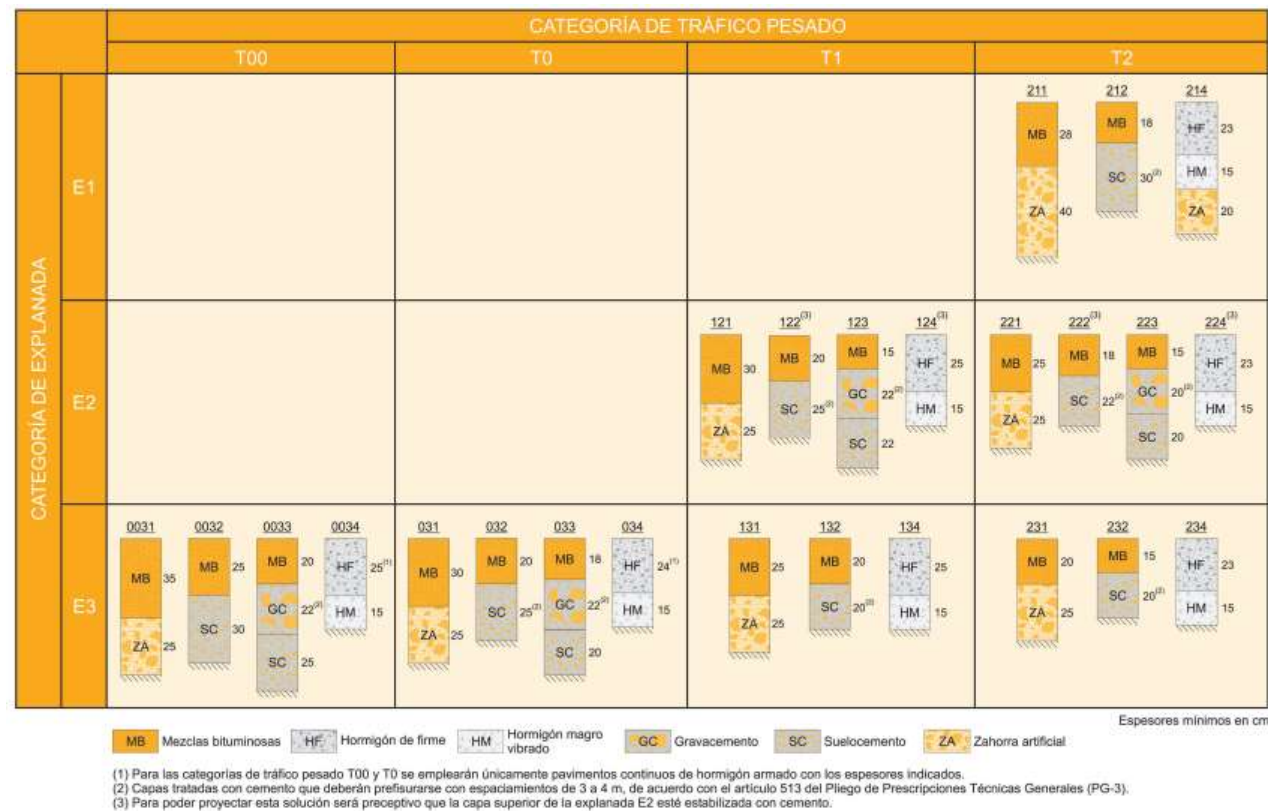 CATEGORÍA DE TRÁFICO PESADO
T00 T0 T1 T2
CATEGORÍA DE EXPLANADA
E1
211 212 214
MB 28 MB 18 HF 23
SC 30(2) HM 15
ZA 40 ZA 20
E2
121 122(3) 123 124(3) 221 222(3) 223 224(3)
MB 30 MB 20 MB 15 HF 25 MB 25 MB 18 MB 15 HF 23
ZA 25 SC 25(2) GC 22(2) HM 15 ZA 25 SC 22(2) GC 20(2) HM 15
SC 22 SC 20
E3
0031 0032 0033 0034 031 032 033 034 131 132 134 231 232 234
MB 35 MB 25 MB 20 HF 25(1) MB 30 MB 20 MB 18 HF 24(1) MB 25 MB 20 HF 25 MB 20 MB 15 HF 23
ZA 25 SC 30 GC 22(2) HM 15 ZA 25 SC 25(2) GC 22(2) HM 15 ZA 25 SC 20(2) HM 15 ZA 25 SC 20(2) HM 15
SC 25 SC 20
Espesores mínimos en cm
MB Mezclas bituminosas HF Hormigón de firme HM Hormigón magro vibrado GC Gravacemento SC Suelocemento ZA Zahorra artificial
(1) Para las categorías de tráfico pesado T00 y T0 se emplearán únicamente pavimentos continuos de hormigón armado con los espesores indicados.
(2) Capas tratadas con cemento que deberán prefisurarse con espaciamientos de 3 a 4 m, de acuerdo con el artículo 513 del Pliego de Prescripciones Técnicas Generales (PG-3).
(3) Para poder proyectar esta solución será preceptivo que la capa superior de la explanada E2 esté estabilizada con cemento.